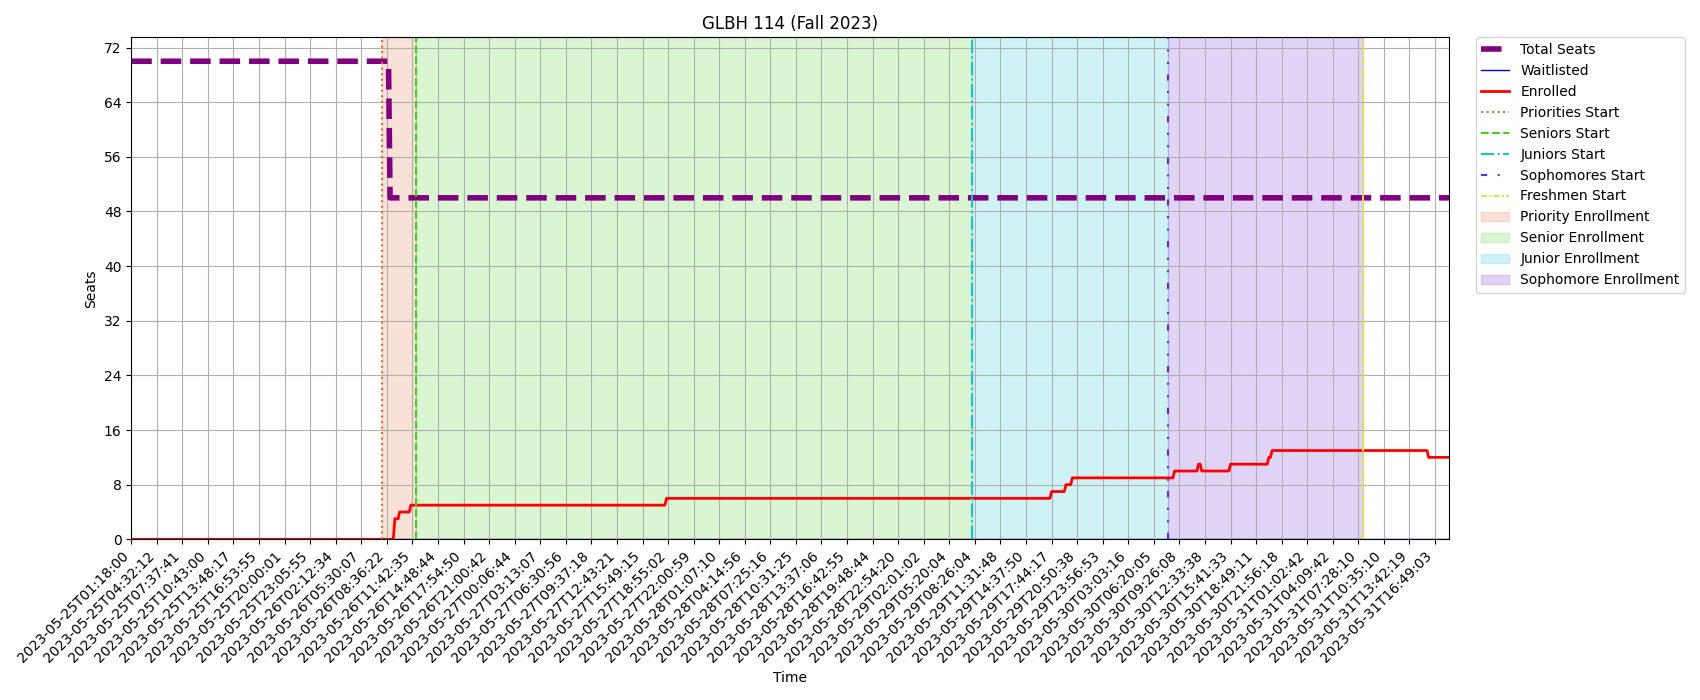 GLBH 114 (Fall 2023)
Seats
72
64
56
48
40
32
24
16
8
0
2023-05-25T01:18:00
2023-05-25T04:32:12
2023-05-25T07:37:41
2023-05-25T10:43:00
2023-05-25T13:48:17
2023-05-25T16:53:55
2023-05-25T20:00:01
2023-05-25T23:05:55
2023-05-26T02:12:34
2023-05-26T05:30:07
2023-05-26T08:36:22
2023-05-26T11:42:35
2023-05-26T14:48:44
2023-05-26T17:54:50
2023-05-26T21:00:42
2023-05-27T00:06:44
2023-05-27T03:13:07
2023-05-27T06:30:56
2023-05-27T09:37:18
2023-05-27T12:43:21
2023-05-27T15:49:15
2023-05-27T18:55:02
2023-05-27T22:00:59
2023-05-28T01:07:10
2023-05-28T04:14:56
2023-05-28T07:25:16
2023-05-28T10:31:25
2023-05-28T13:37:06
2023-05-28T16:42:55
2023-05-28T19:48:44
2023-05-28T22:54:20
2023-05-29T02:01:02
2023-05-29T05:20:04
2023-05-29T08:26:04
2023-05-29T11:31:48
2023-05-29T14:37:50
2023-05-29T17:44:17
2023-05-29T20:50:38
2023-05-29T23:56:53
2023-05-30T03:03:16
2023-05-30T06:20:05
2023-05-30T09:26:08
2023-05-30T12:33:38
2023-05-30T15:41:33
2023-05-30T18:49:11
2023-05-30T21:56:18
2023-05-31T01:02:42
2023-05-31T04:09:42
2023-05-31T07:28:10
2023-05-31T10:35:10
2023-05-31T13:42:19
2023-05-31T16:49:03
Time
Total Seats
Waitlisted
Enrolled
Priorities Start
Seniors Start
Juniors Start
Sophomores Start
Freshmen Start
Priority Enrollment
Senior Enrollment
Junior Enrollment
Sophomore Enrollment